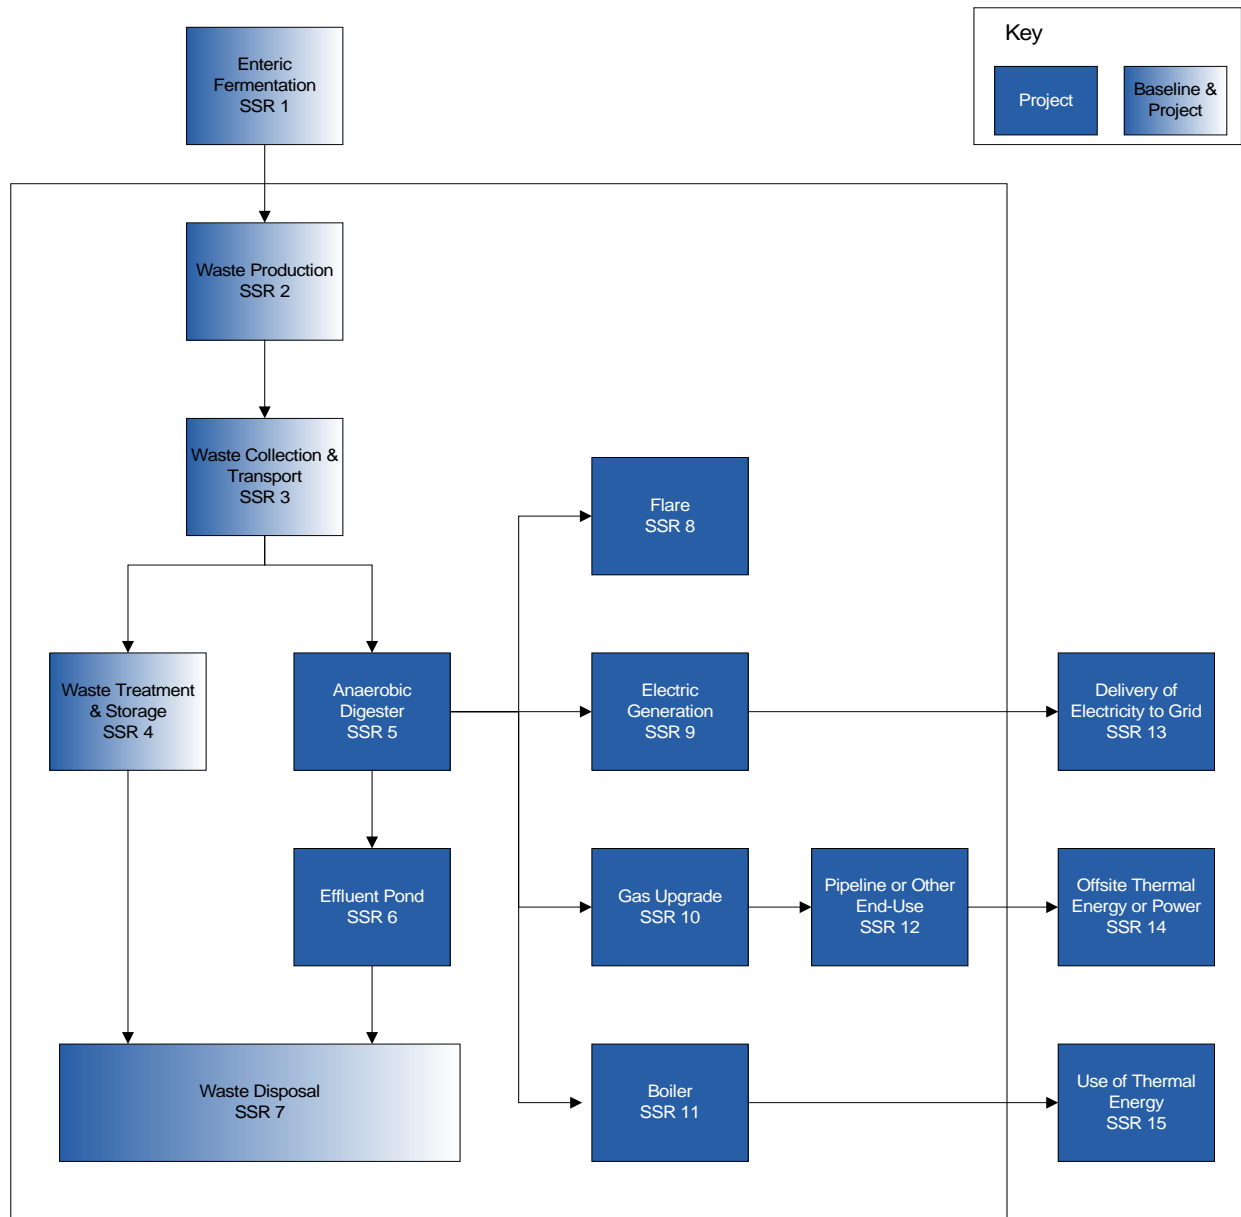 Key
Project
Baseline &
Project
Enteric
Fermentation
SSR 1
Waste Production
SSR 2
Waste Collection &
Transport
SSR 3
Flare
SSR 8
Waste Treatment
& Storage
SSR 4
Anaerobic
Digester
SSR 5
Electric
Generation
SSR 9
Delivery of
Electricity to Grid
SSR 13
Effluent Pond
SSR 6
Gas Upgrade
SSR 10
Pipeline or Other
End-Use
SSR 12
Offsite Thermal
Energy or Power
SSR 14
Waste Disposal
SSR 7
Boiler
SSR 11
Use of Thermal
Energy
SSR 15